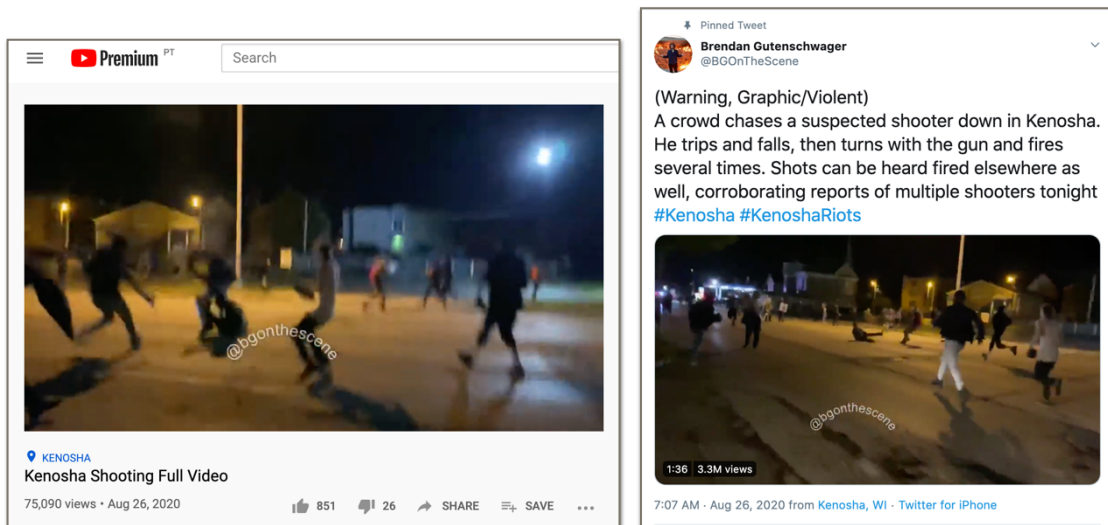 Premium PT
Search
@bgonthescene
KENOSHA
Kenosha Shooting Full Video
75,090 views • Aug 26, 2020
851
26
SHARE
SAVE
Pinned Tweet
Brendan Gutenschwager
@BGOnTheScene
(Warning, Graphic/Violent)
A crowd chases a suspected shooter down in Kenosha.
He trips and falls, then turns with the gun and fires
several times. Shots can be heard fired elsewhere as
well, corroborating reports of multiple shooters tonight
#Kenosha #KenoshaRiots
@bgonthescene
1:36 3.3M views
7:07 AM · Aug 26, 2020 from Kenosha, WI · Twitter for iPhone